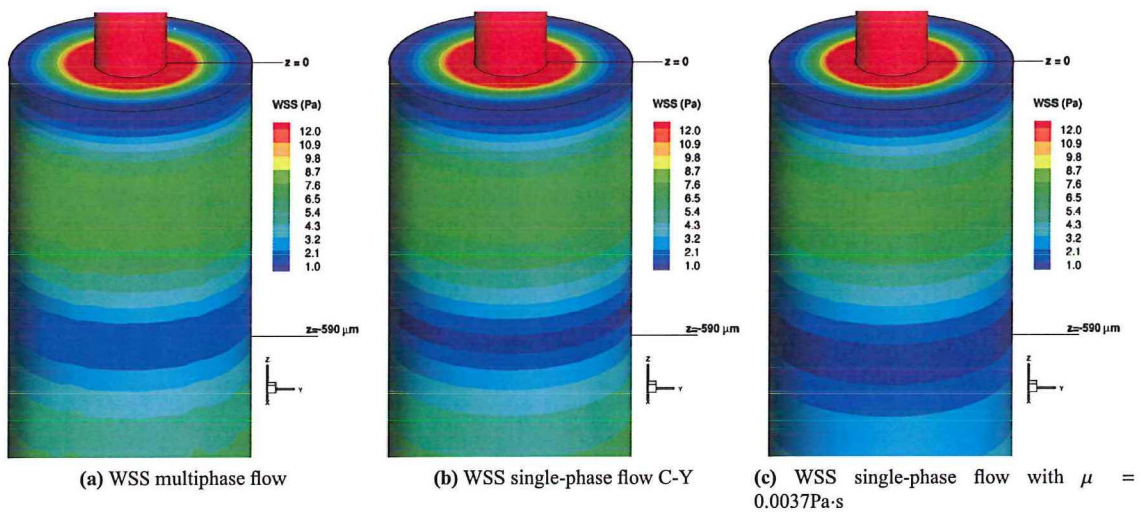 z = 0
WSS (Pa)
12.0
10.9
9.8
8.7
7.6
6.5
5.4
4.3
3.2
2.1
1.0
z=-590 μm
Z
Y
X
(a) WSS multiphase flow
z = 0
WSS (Pa)
12.0
10.9
9.8
8.7
7.6
6.5
5.4
4.3
3.2
2.1
1.0
z=-590 μm
Z
Y
X
(b) WSS single-phase flow C-Y
z = 0
WSS (Pa)
12.0
10.9
9.8
8.7
7.6
6.5
5.4
4.3
3.2
2.1
1.0
z=-590 μm
Z
Y
X
(c) WSS single-phase flow with μ =
0.0037Pa·s